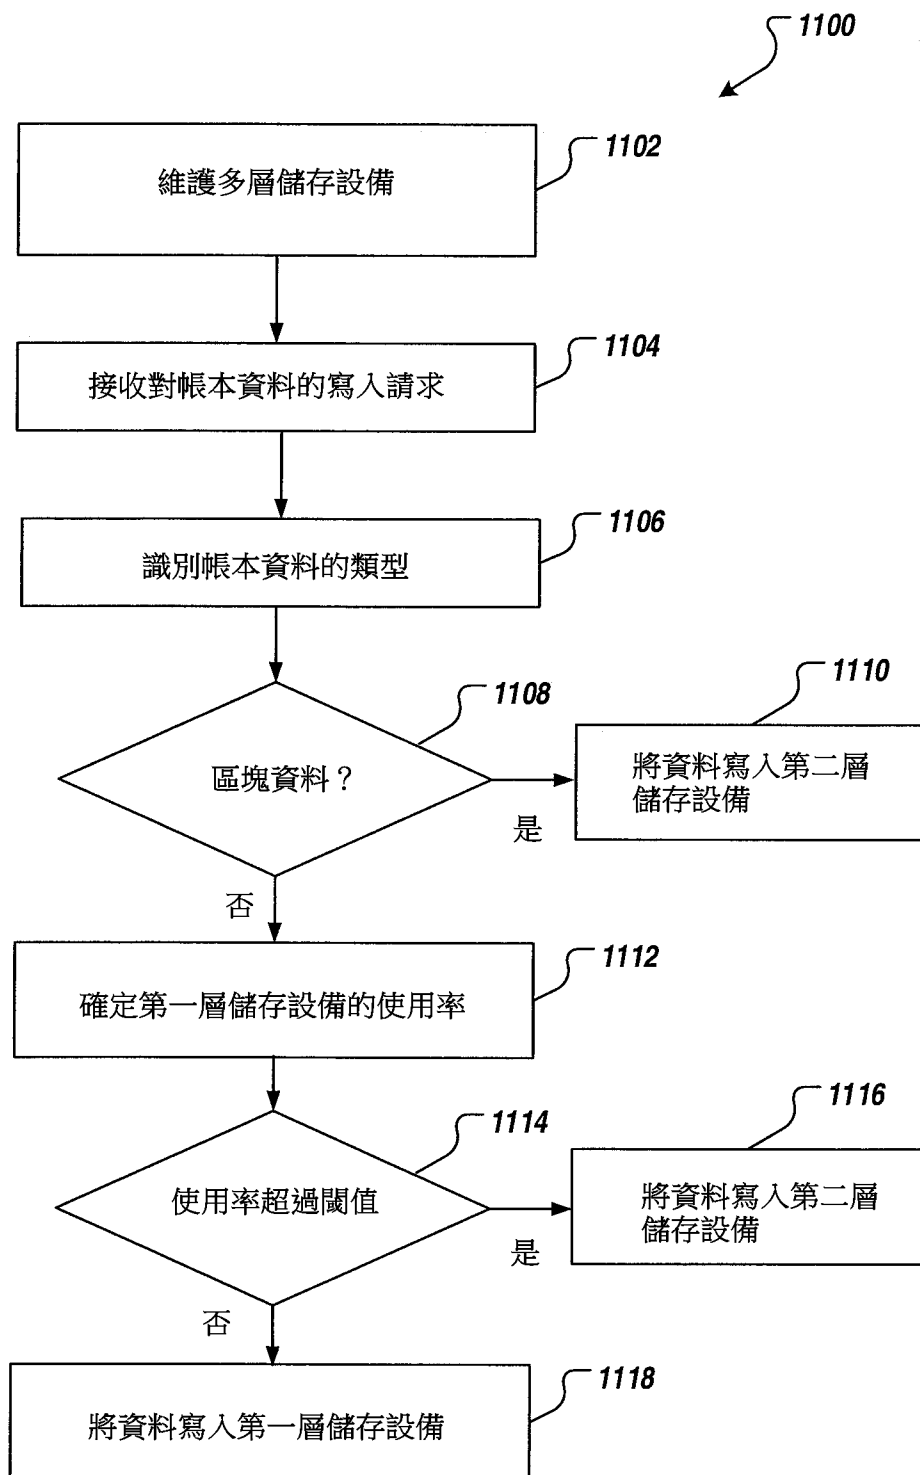 1100
1102
維護多層儲存設備
1104
接收對帳本資料的寫入請求
1106
識別帳本資料的類型
1108
區塊資料？
1110
將資料寫入第二層
儲存設備
是
否
1112
確定第一層儲存設備的使用率
1114
使用率超過閾值
1116
將資料寫入第二層
儲存設備
是
否
1118
將資料寫入第一層儲存設備